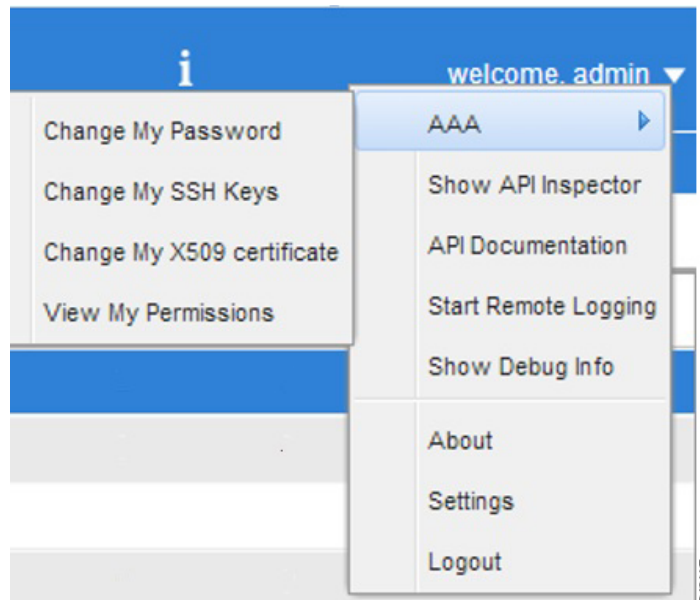 i
welcome, admin
AAA
Show API Inspector
API Documentation
Start Remote Logging
Show Debug Info
About
Settings
Logout
Change My Password
Change My SSH Keys
Change My X509 certificate
View My Permissions